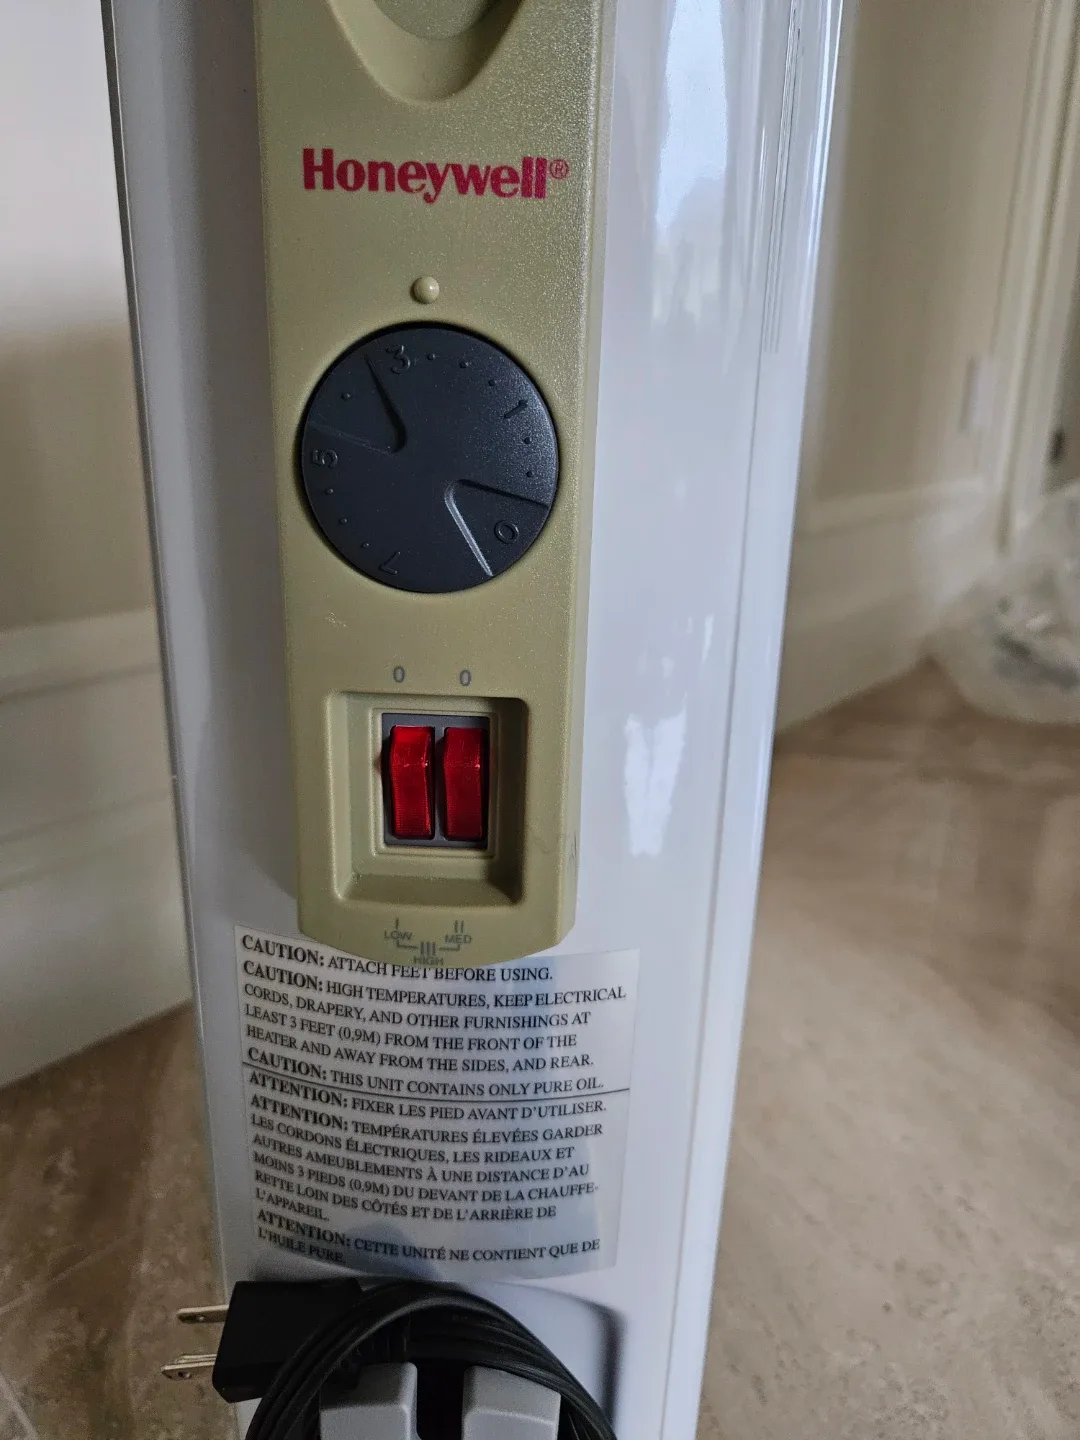 Honeywell®
3
1
5
0
7
0 0
I II
LOW MED
III
HIGH
CAUTION: ATTACH FEET BEFORE USING.
CAUTION: HIGH TEMPERATURES, KEEP ELECTRICAL
CORDS, DRAPERY, AND OTHER FURNISHINGS AT
LEAST 3 FEET (0,9M) FROM THE FRONT OF THE
HEATER AND AWAY FROM THE SIDES, AND REAR.
CAUTION: THIS UNIT CONTAINS ONLY PURE OIL.
ATTENTION: FIXER LES PIED AVANT D'UTILISER.
ATTENTION: TEMPÉRATURES ÉLEVÉES GARDER
LES CORDONS ÉLECTRIQUES, LES RIDEAUX ET
AUTRES AMEUBLEMENTS À UNE DISTANCE D'AU
MOINS 3 PIEDS (0,9M) DU DEVANT DE LA CHAUFFE-
RETTE LOIN DES CÔTÉS ET DE L'ARRIÈRE DE
L'APPAREIL.
ATTENTION: CETTE UNITÉ NE CONTIENT QUE DE
L'HUILE PURE